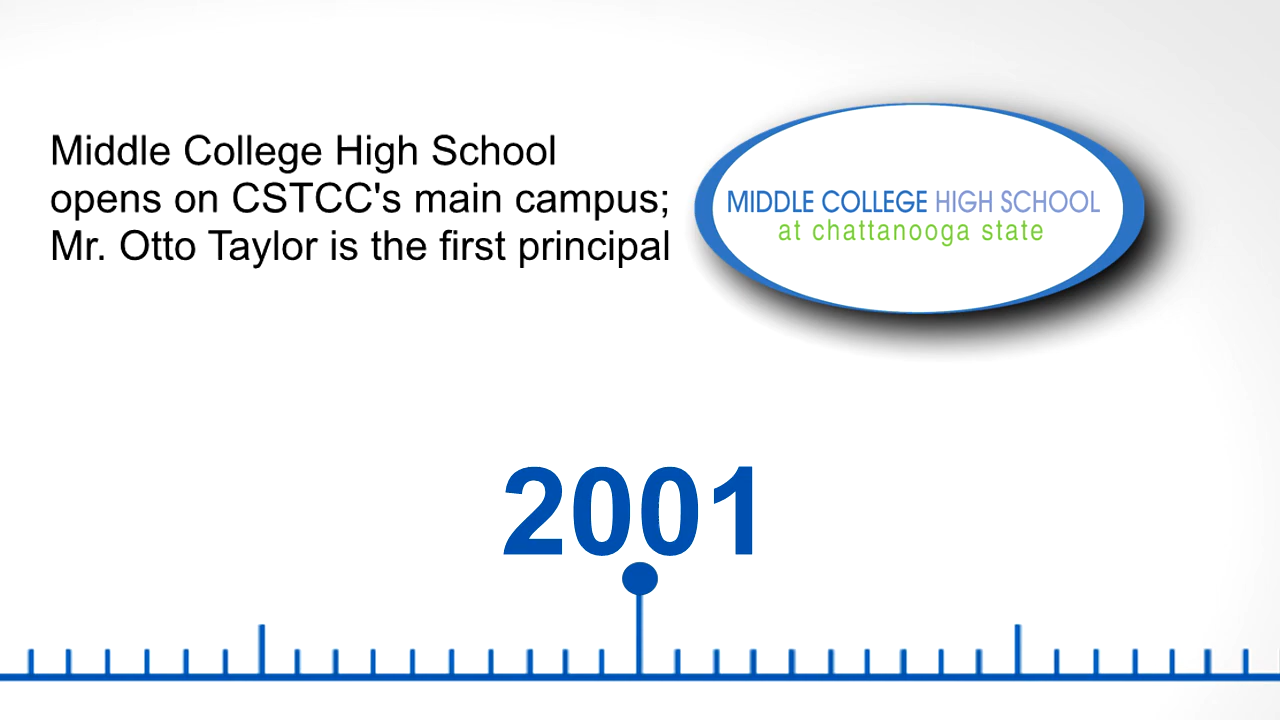 Middle College High School
opens on CSTCC's main campus;
Mr. Otto Taylor is the first principal
MIDDLE COLLEGE HIGH SCHOOL
at chattanooga state
2001